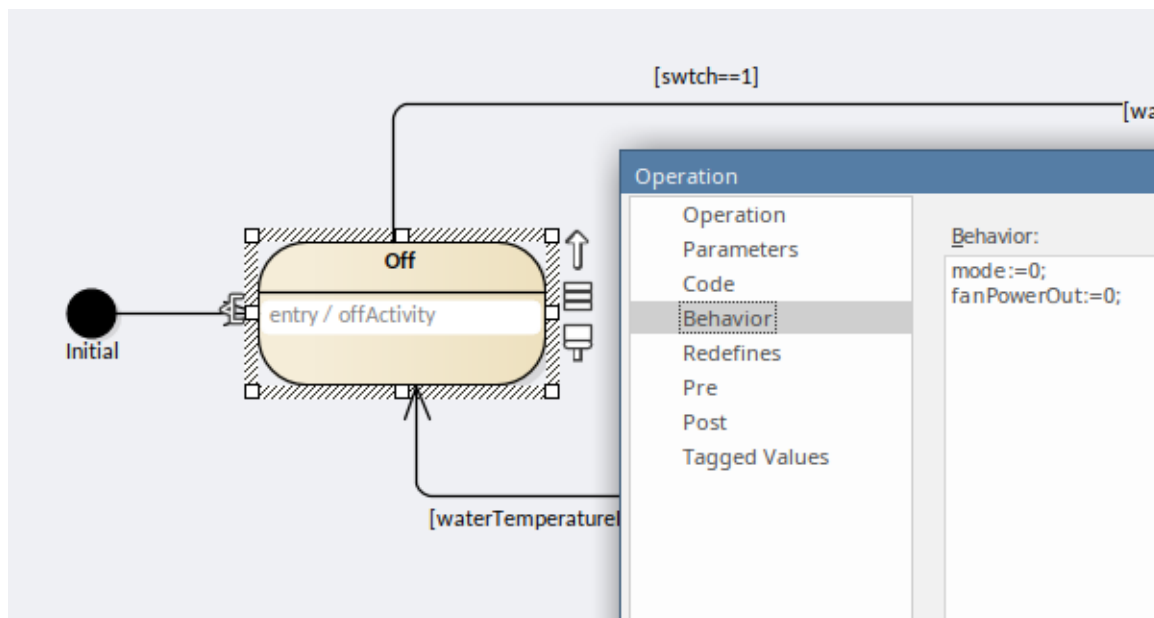 [swtch==1]
[wa
Operation
Operation
Parameters
Code
Behavior
Redefines
Pre
Post
Tagged Values
Behavior:
mode:=0;
fanPowerOut:=0;
Off
entry / offActivity
Initial
[waterTemperature